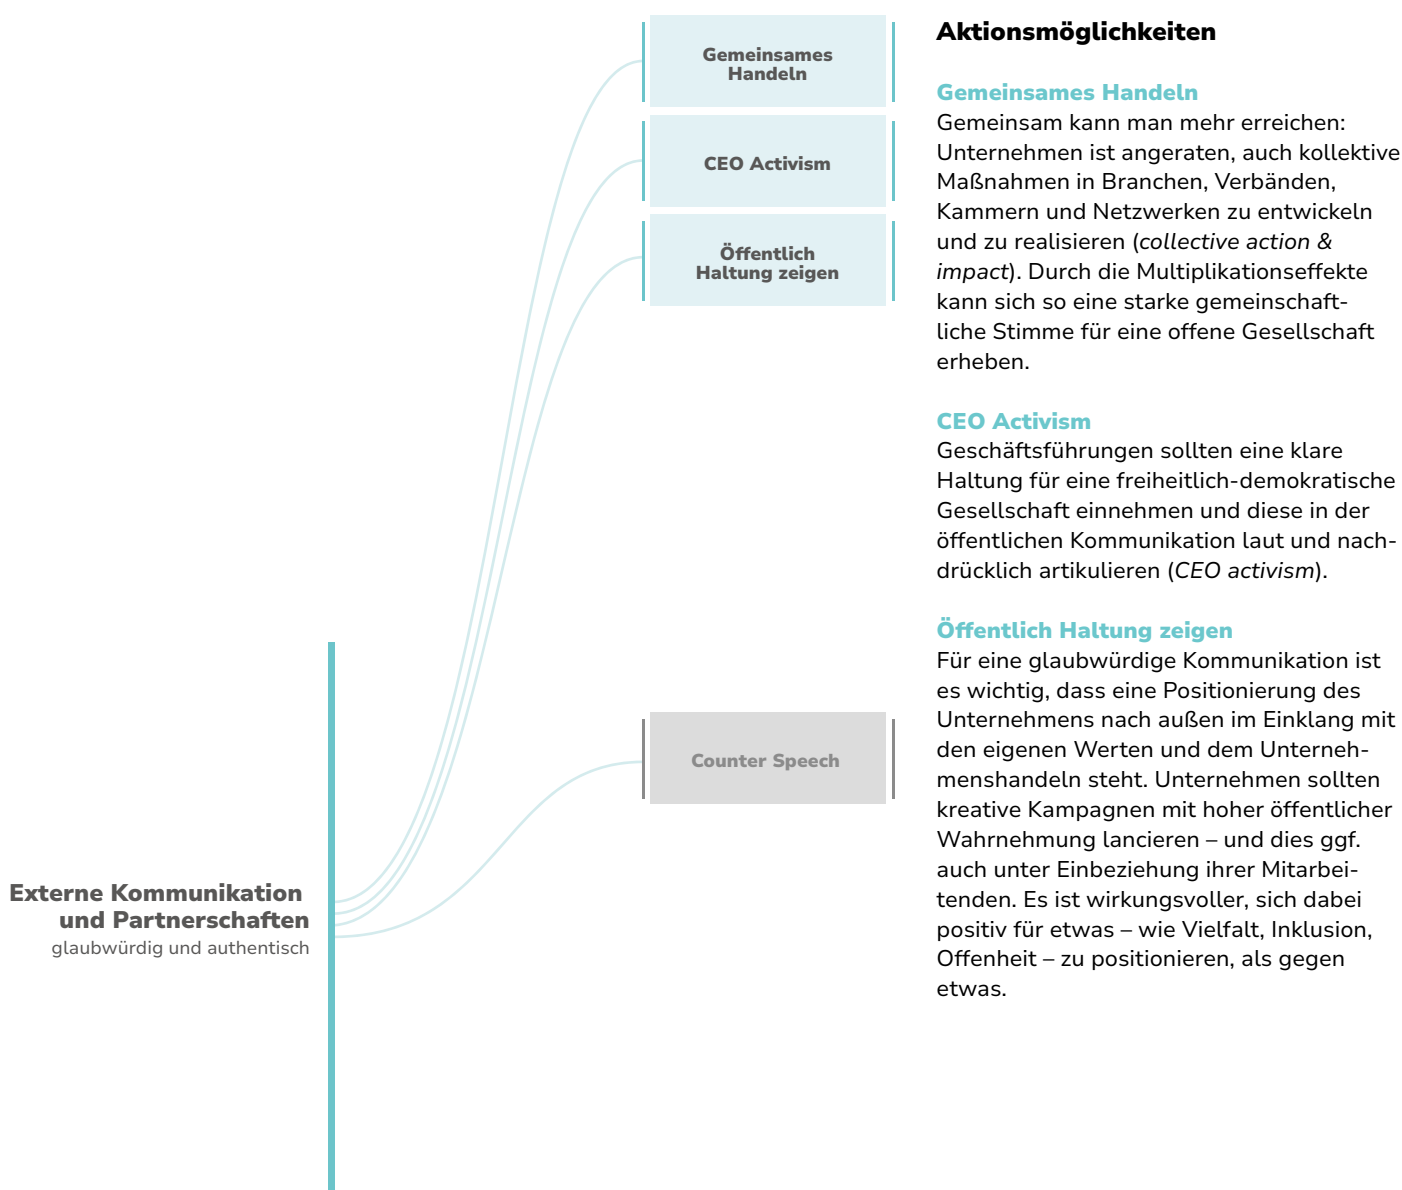 Gemeinsames
Handeln
CEO Activism
Öffentlich
Haltung zeigen
Counter Speech
Externe Kommunikation
und Partnerschaften
glaubwürdig und authentisch
Aktionsmöglichkeiten
Gemeinsames Handeln
Gemeinsam kann man mehr erreichen:
Unternehmen ist angeraten, auch kollektive
Maßnahmen in Branchen, Verbänden,
Kammern und Netzwerken zu entwickeln
und zu realisieren (collective action &
impact). Durch die Multiplikationseffekte
kann sich so eine starke gemeinschaft-
liche Stimme für eine offene Gesellschaft
erheben.
CEO Activism
Geschäftsführungen sollten eine klare
Haltung für eine freiheitlich-demokratische
Gesellschaft einnehmen und diese in der
öffentlichen Kommunikation laut und nach-
drücklich artikulieren (CEO activism).
Öffentlich Haltung zeigen
Für eine glaubwürdige Kommunikation ist
es wichtig, dass eine Positionierung des
Unternehmens nach außen im Einklang mit
den eigenen Werten und dem Unterneh-
menshandeln steht. Unternehmen sollten
kreative Kampagnen mit hoher öffentlicher
Wahrnehmung lancieren – und dies ggf.
auch unter Einbeziehung ihrer Mitarbei-
tenden. Es ist wirkungsvoller, sich dabei
positiv für etwas – wie Vielfalt, Inklusion,
Offenheit – zu positionieren, als gegen
etwas.